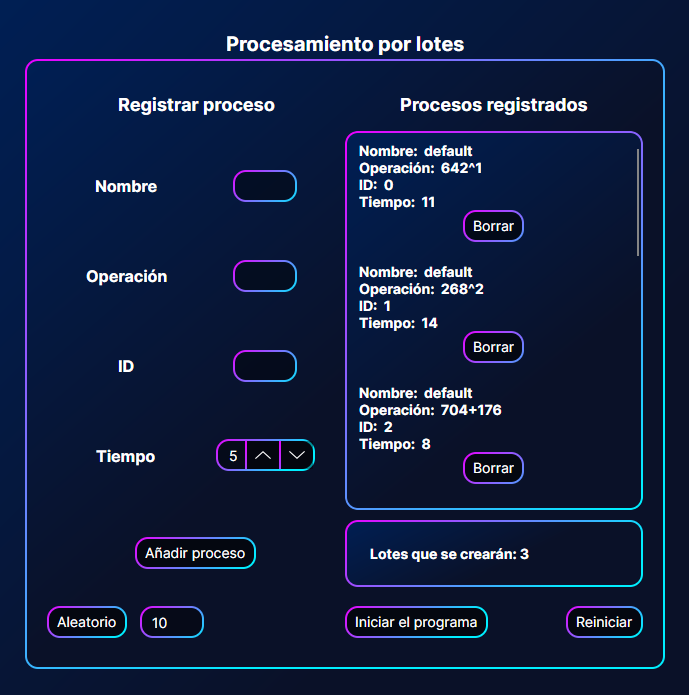 Procesamiento por lotes
Registrar proceso
Nombre
Operación
ID
Tiempo
5
Añadir proceso
Aleatorio
10
Procesos registrados
Nombre: default
Operación: 642^1
ID: 0
Tiempo: 11
Borrar
Nombre: default
Operación: 268^2
ID: 1
Tiempo: 14
Borrar
Nombre: default
Operación: 704+176
ID: 2
Tiempo: 8
Borrar
Lotes que se crearán: 3
Iniciar el programa
Reiniciar